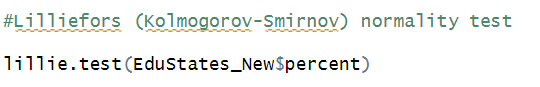 #Lilliefors (Kolmogorov-Smirnov) normality test
lillie.test(EduStates_New$percent)